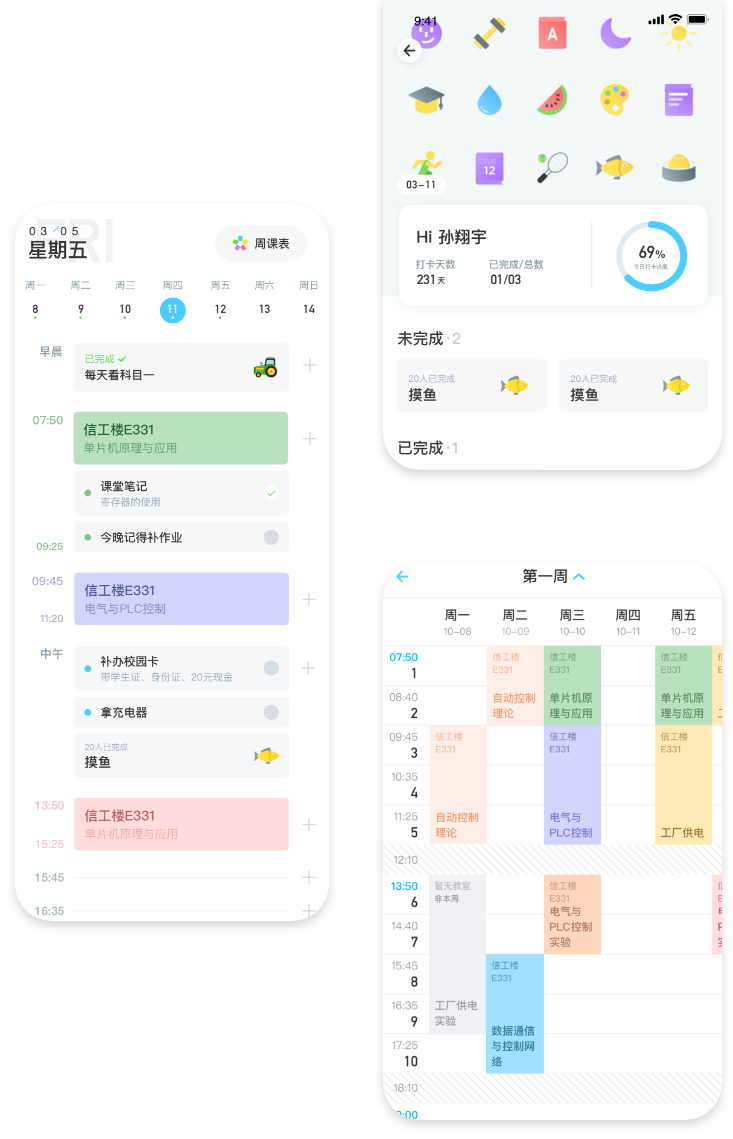 FRI
03/05
星期五
周课表
周一 周二 周三 周四 周五 周六 周日
8 9 10 11 12 13 14
早晨
已完成
每天看科目一
07:50
信工楼E331
单片机原理与应用
课堂笔记
寄存器的使用
今晚记得补作业
09:25
09:45
信工楼E331
电气与PLC控制
11:20
中午
补办校园卡
带学生证、身份证、20元现金
拿充电器
20人已完成
摸鱼
13:50
信工楼E331
单片机原理与应用
15:25
15:45
16:35
9:41
A
TUE
12
03-11
Hi 孙翔宇
打卡天数
231天
已完成/总数
01/03
69%
今日打卡进度
未完成·2
20人已完成
摸鱼
20人已完成
摸鱼
已完成·1
第一周
周一 周二 周三 周四 周五
10-08 10-09 10-10 10-11 10-12
07:50
1
08:40
2
09:45
3
10:35
4
11:25
5
12:10
13:50
6
14:40
7
15:45
8
16:35
9
17:25
10
18:10
信工楼
E331
自动控制
理论
暂无教室
非本周
工厂供电
实验
信工楼
E331
自动控制
理论
信工楼
E331
数据通信
与控制网
络
信工楼
E331
单片机原
理与应用
信工楼
E331
电气与
PLC控制
信工楼
E331
电气与
PLC控制
实验
信工楼
E331
单片机原
理与应用
信工楼
E331
工厂供电